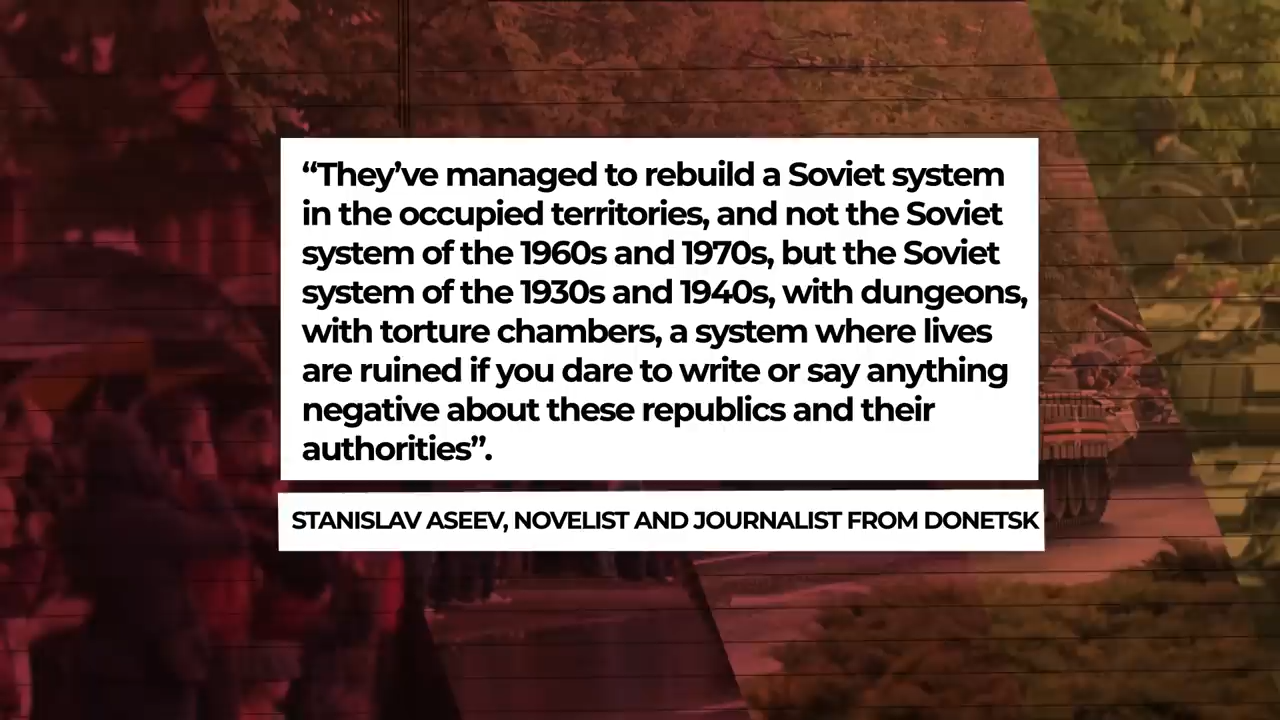 “They’ve managed to rebuild a Soviet system
in the occupied territories, and not the Soviet
system of the 1960s and 1970s, but the Soviet
system of the 1930s and 1940s, with dungeons,
with torture chambers, a system where lives
are ruined if you dare to write or say anything
negative about these republics and their
authorities”.
STANISLAV ASEEV, NOVELIST AND JOURNALIST FROM DONETSK